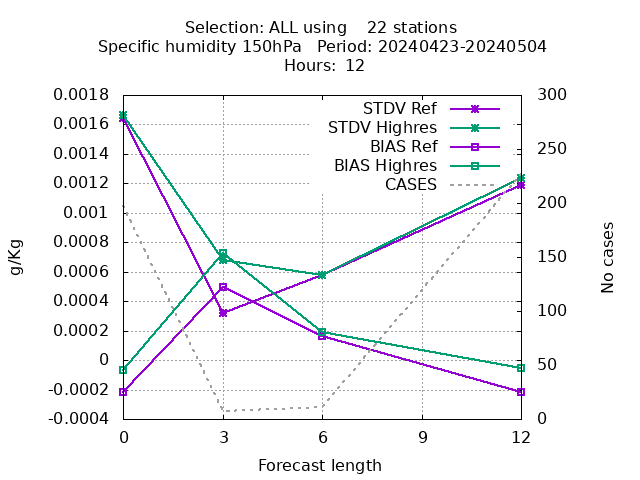 Selection: ALL using    22 stations
Specific humidity 150hPa   Period: 20240423-20240504
Hours: 12
STDV Ref
STDV Highres
BIAS Ref
BIAS Highres
CASES
0.0018
0.0016
0.0014
0.0012
0.001
0.0008
0.0006
0.0004
0.0002
0
-0.0002
-0.0004
g/Kg
300
250
200
150
100
50
0
No cases
0
3
6
9
12
Forecast length